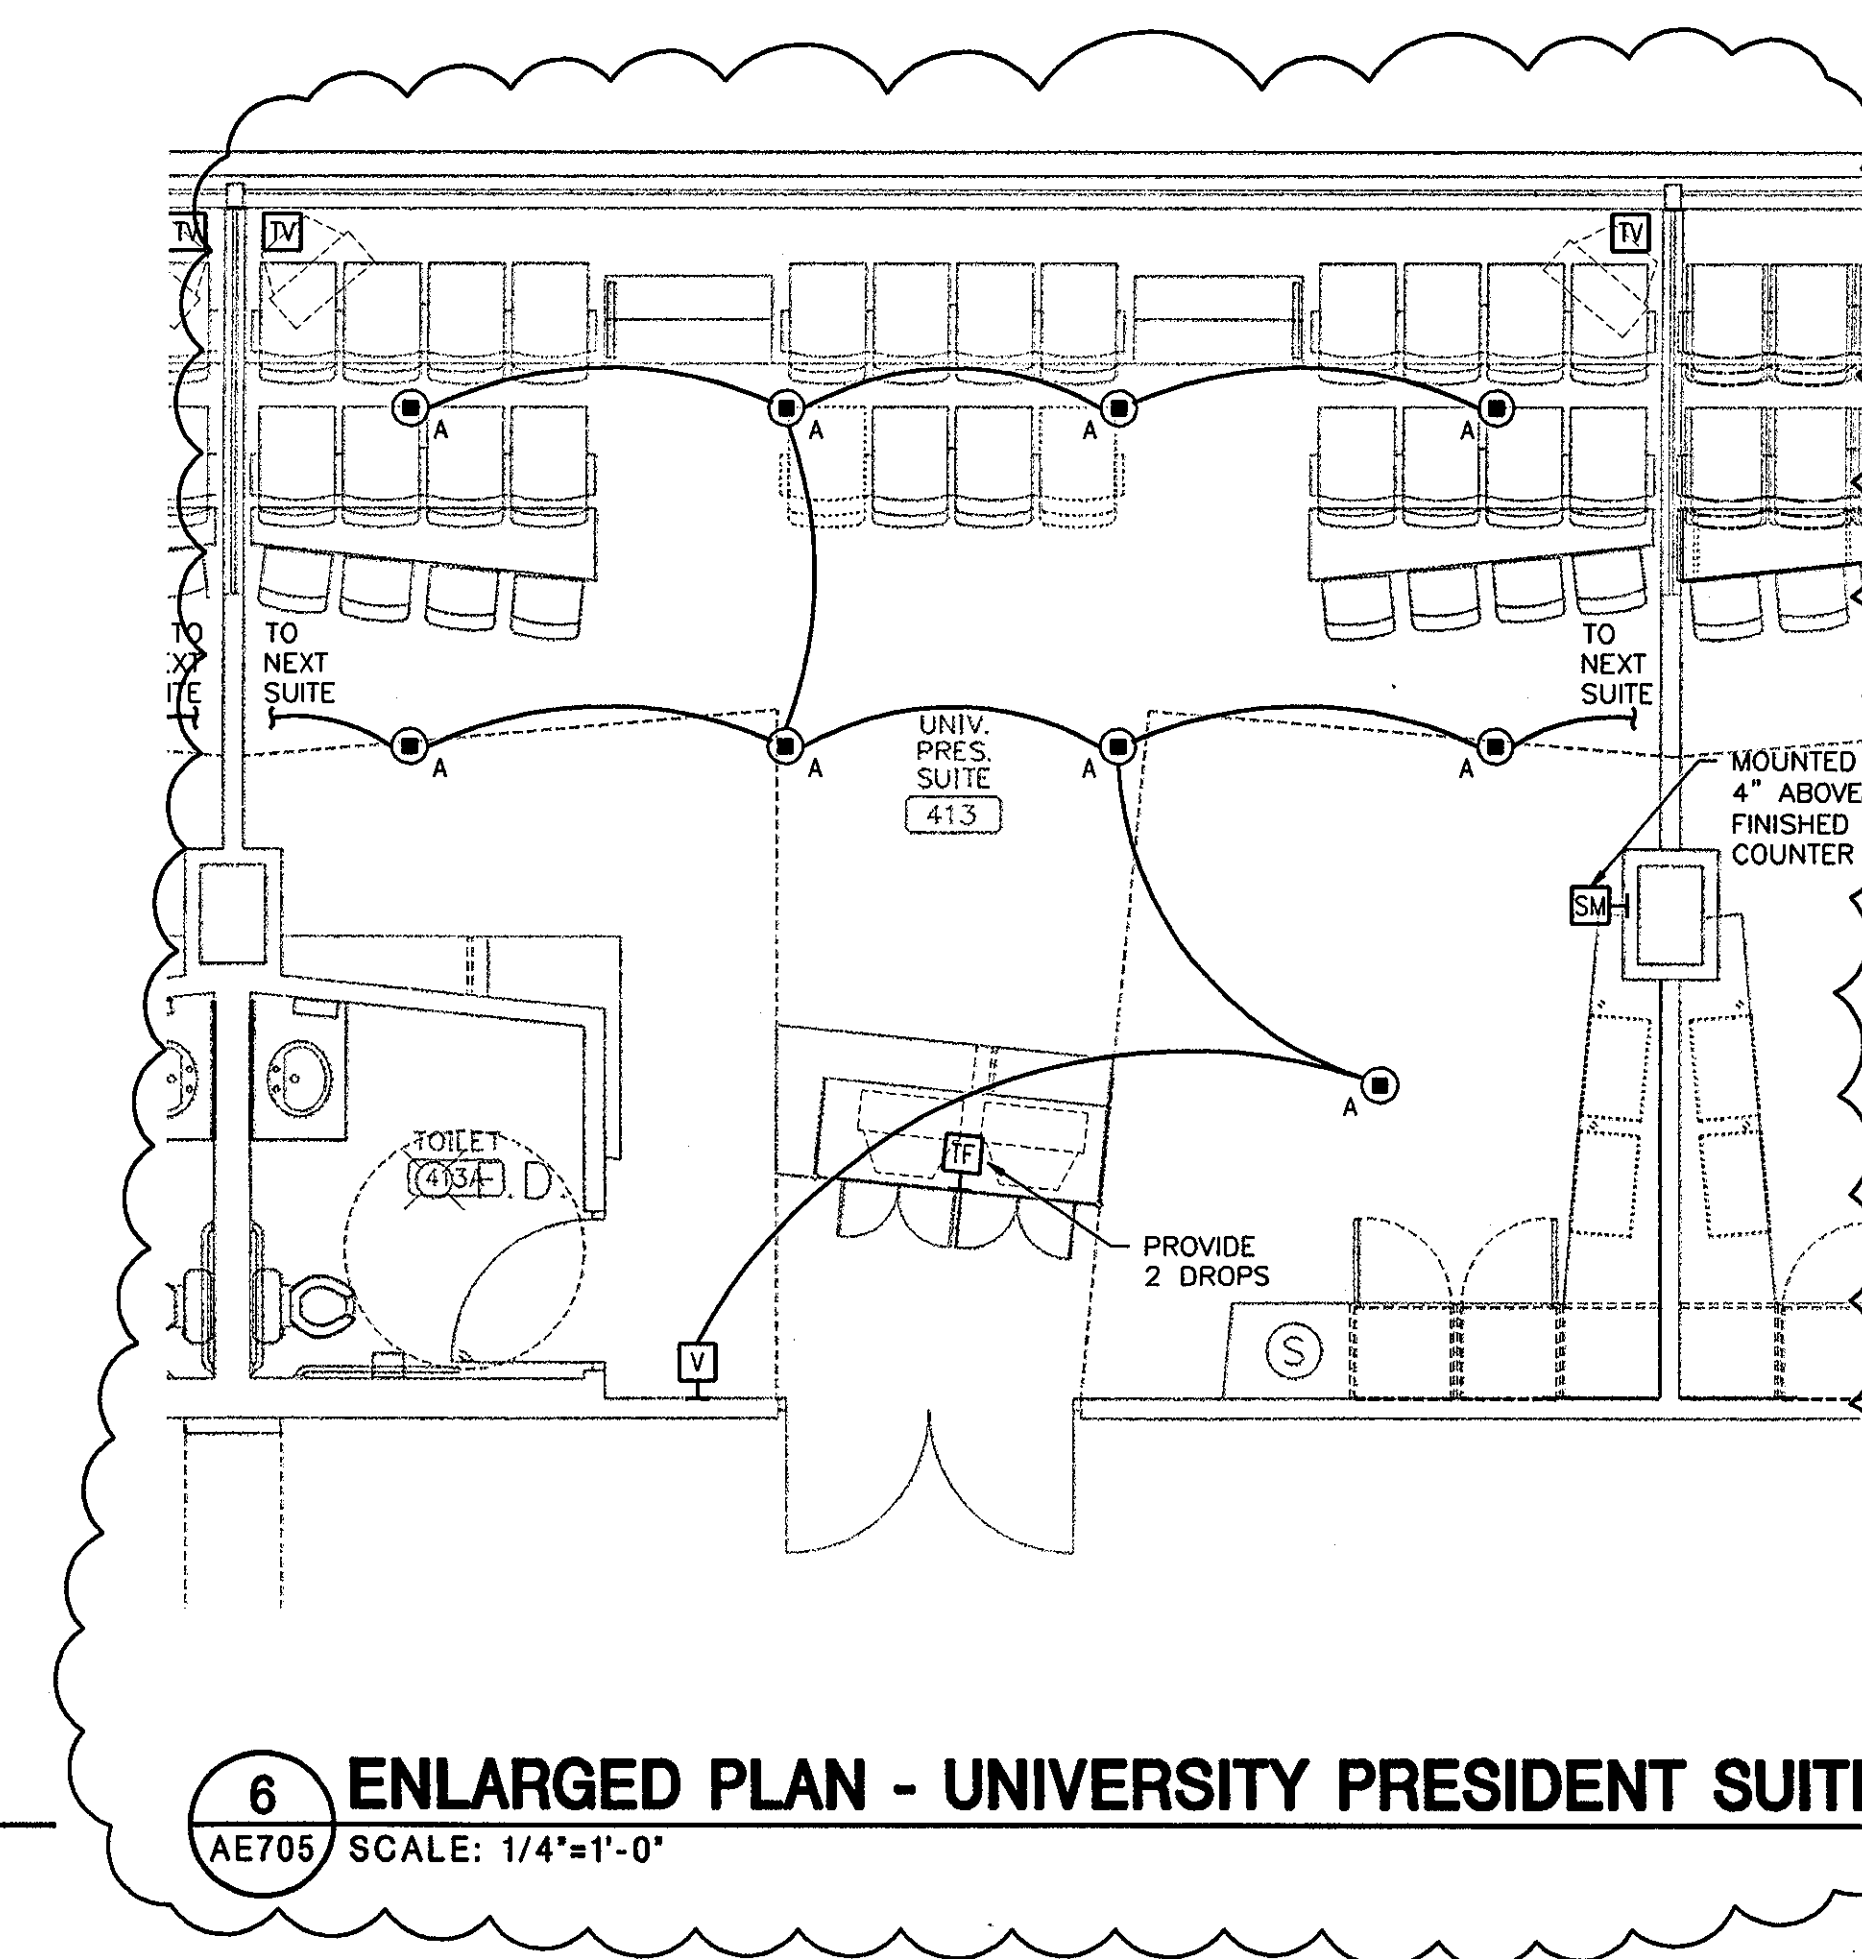 TV
TV
TV
A
A
A
A
TO
NEXT
SUITE
TO
NEXT
SUITE
A
A
A
A
UNIV.
PRES.
SUITE
413
MOUNTED
4" ABOVE
FINISHED
COUNTER
SM
A
TOILET
413A
F.D.
TF
PROVIDE
2 DROPS
V
S
6
AE705
ENLARGED PLAN - UNIVERSITY PRESIDENT SUIT
SCALE: 1/4"=1'-0"